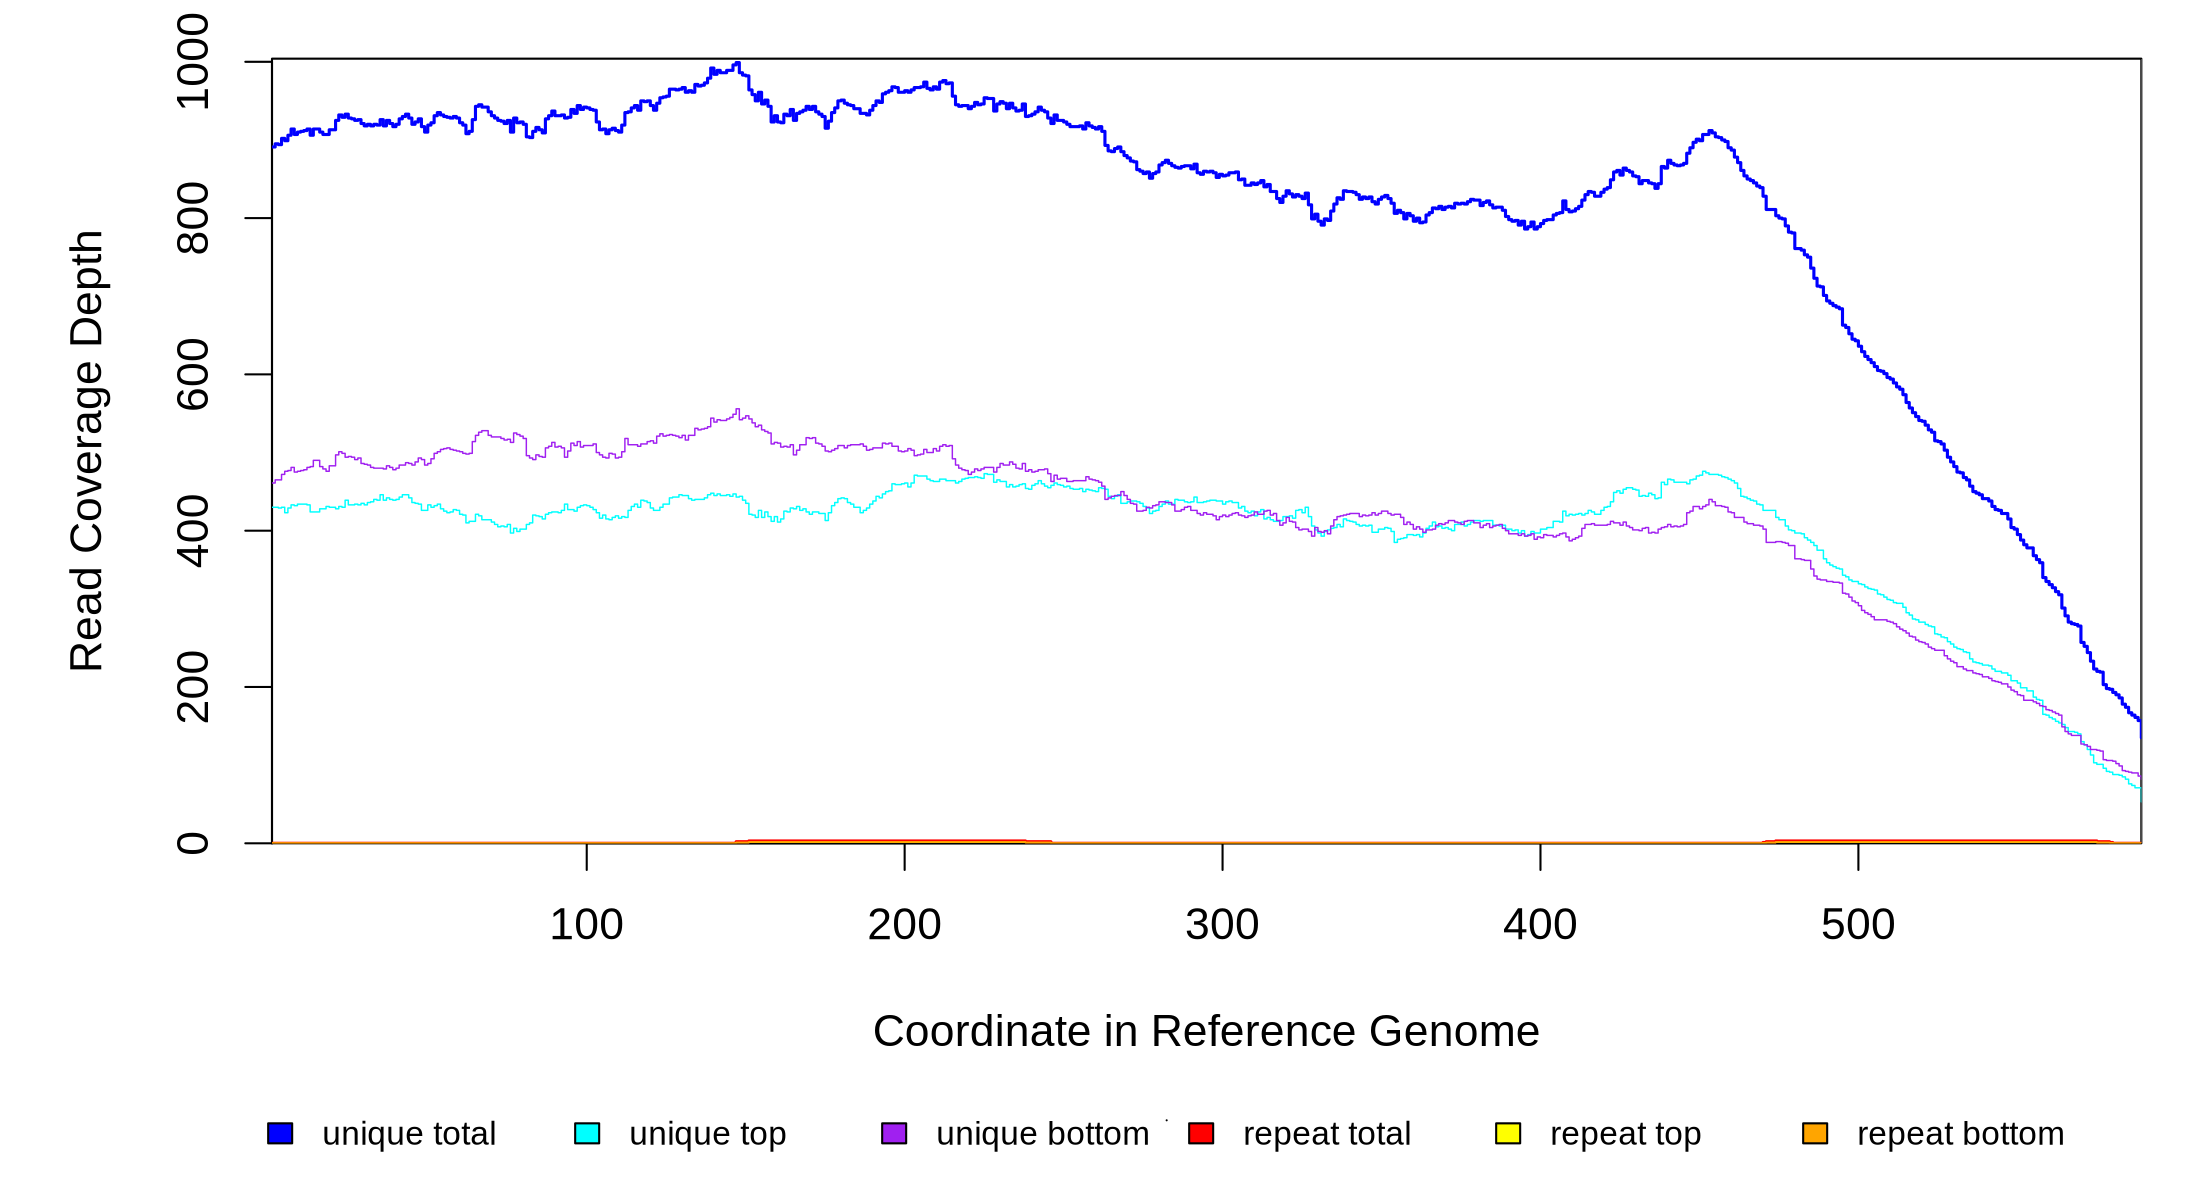 Read Coverage Depth
1000
800
600
400
200
0
100 200 300 400 500
Coordinate in Reference Genome
unique total unique top unique bottom repeat total repeat top repeat bottom